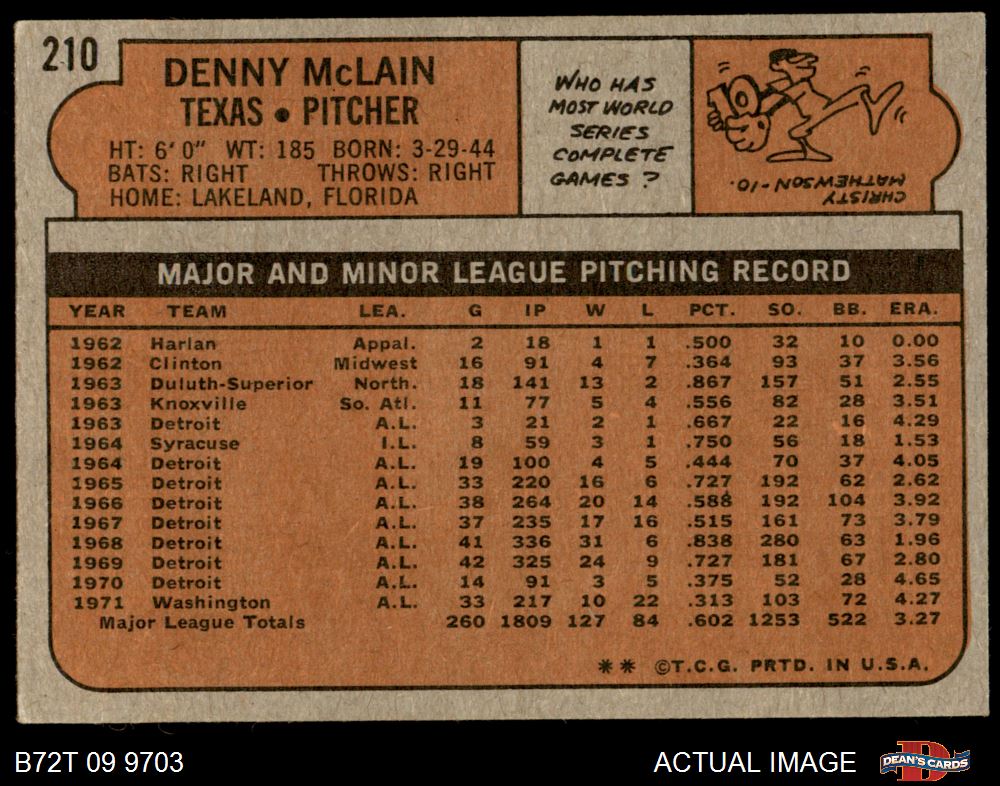 210
DENNY McLAIN
TEXAS • PITCHER
HT: 6' 0" WT: 185 BORN: 3-29-44
BATS: RIGHT THROWS: RIGHT
HOME: LAKELAND, FLORIDA
WHO HAS
MOST WORLD
SERIES
COMPLETE
GAMES ?
10
CHRISTY
MATHEWSON-10.
MAJOR AND MINOR LEAGUE PITCHING RECORD
YEAR TEAM LEA. G IP W L PCT. SO. BB. ERA.
1962 Harlan Appal. 2 18 1 1 .500 32 10 0.00
1962 Clinton Midwest 16 91 4 7 .364 93 37 3.56
1963 Duluth-Superior North. 18 141 13 2 .867 157 51 2.55
1963 Knoxville So. Atl. 11 77 5 4 .556 82 28 3.51
1963 Detroit A.L. 3 21 2 1 .667 22 16 4.29
1964 Syracuse I.L. 8 59 3 1 .750 56 18 1.53
1964 Detroit A.L. 19 100 4 5 .444 70 37 4.05
1965 Detroit A.L. 33 220 16 6 .727 192 62 2.62
1966 Detroit A.L. 38 264 20 14 .588 192 104 3.92
1967 Detroit A.L. 37 235 17 16 .515 161 73 3.79
1968 Detroit A.L. 41 336 31 6 .838 280 63 1.96
1969 Detroit A.L. 42 325 24 9 .727 181 67 2.80
1970 Detroit A.L. 14 91 3 5 .375 52 28 4.65
1971 Washington A.L. 33 217 10 22 .313 103 72 4.27
Major League Totals 260 1809 127 84 .602 1253 522 3.27
** ©T.C.G. PRTD. IN U.S.A.
B72T 09 9703 ACTUAL IMAGE
D
DEAN'S CARDS